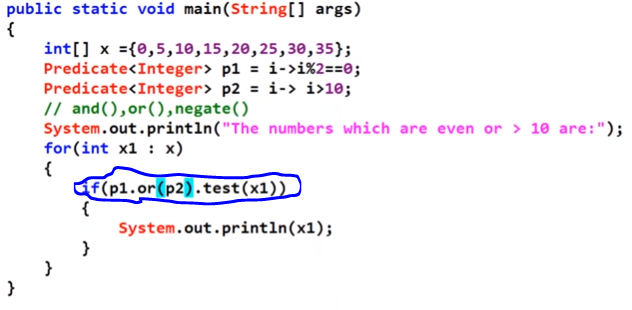 public static void main(String[] args)
{
int[] x ={0,5,10,15,20,25,30,35};
Predicate<Integer> p1 = i->i%2==0;
Predicate<Integer> p2 = i-> i>10;
// and(),or(),negate()
System.out.println("The numbers which are even or > 10 are:");
for(int x1 : x)
{
if(p1.or(p2).test(x1))
{
System.out.println(x1);
}
}
}